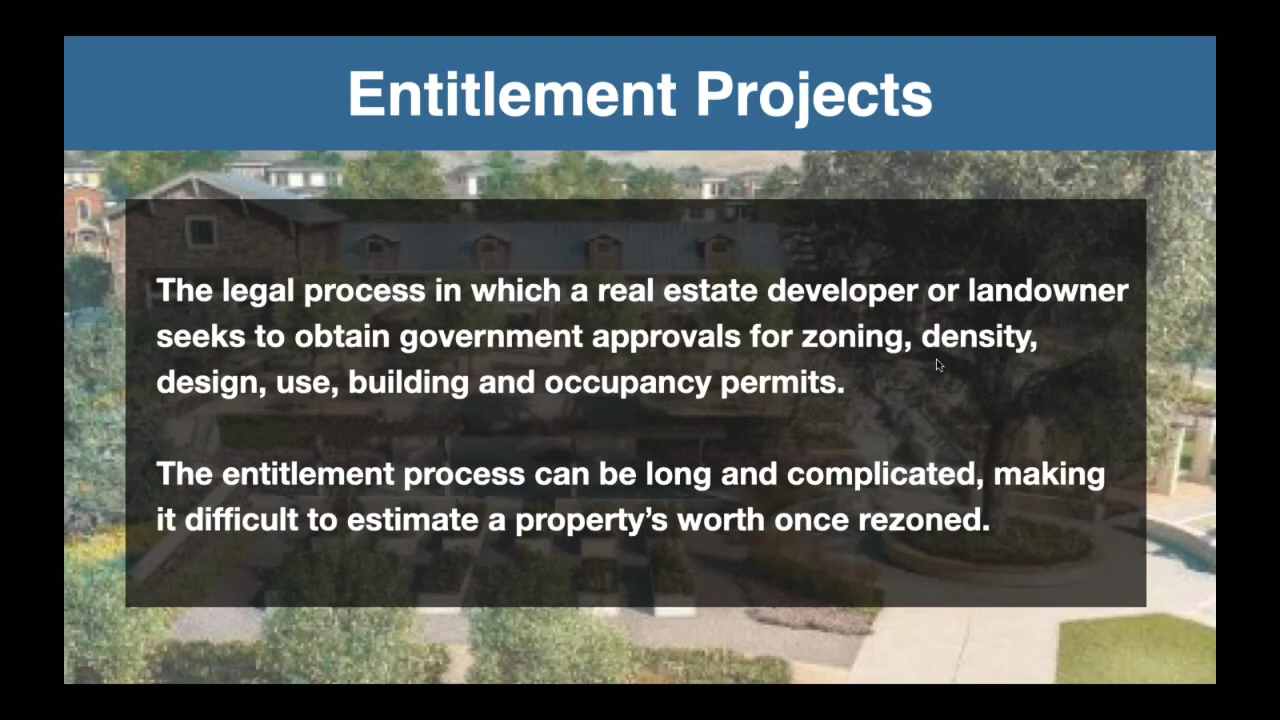 Entitlement Projects
The legal process in which a real estate developer or landowner
seeks to obtain government approvals for zoning, density,
design, use, building and occupancy permits.
The entitlement process can be long and complicated, making
it difficult to estimate a property’s worth once rezoned.